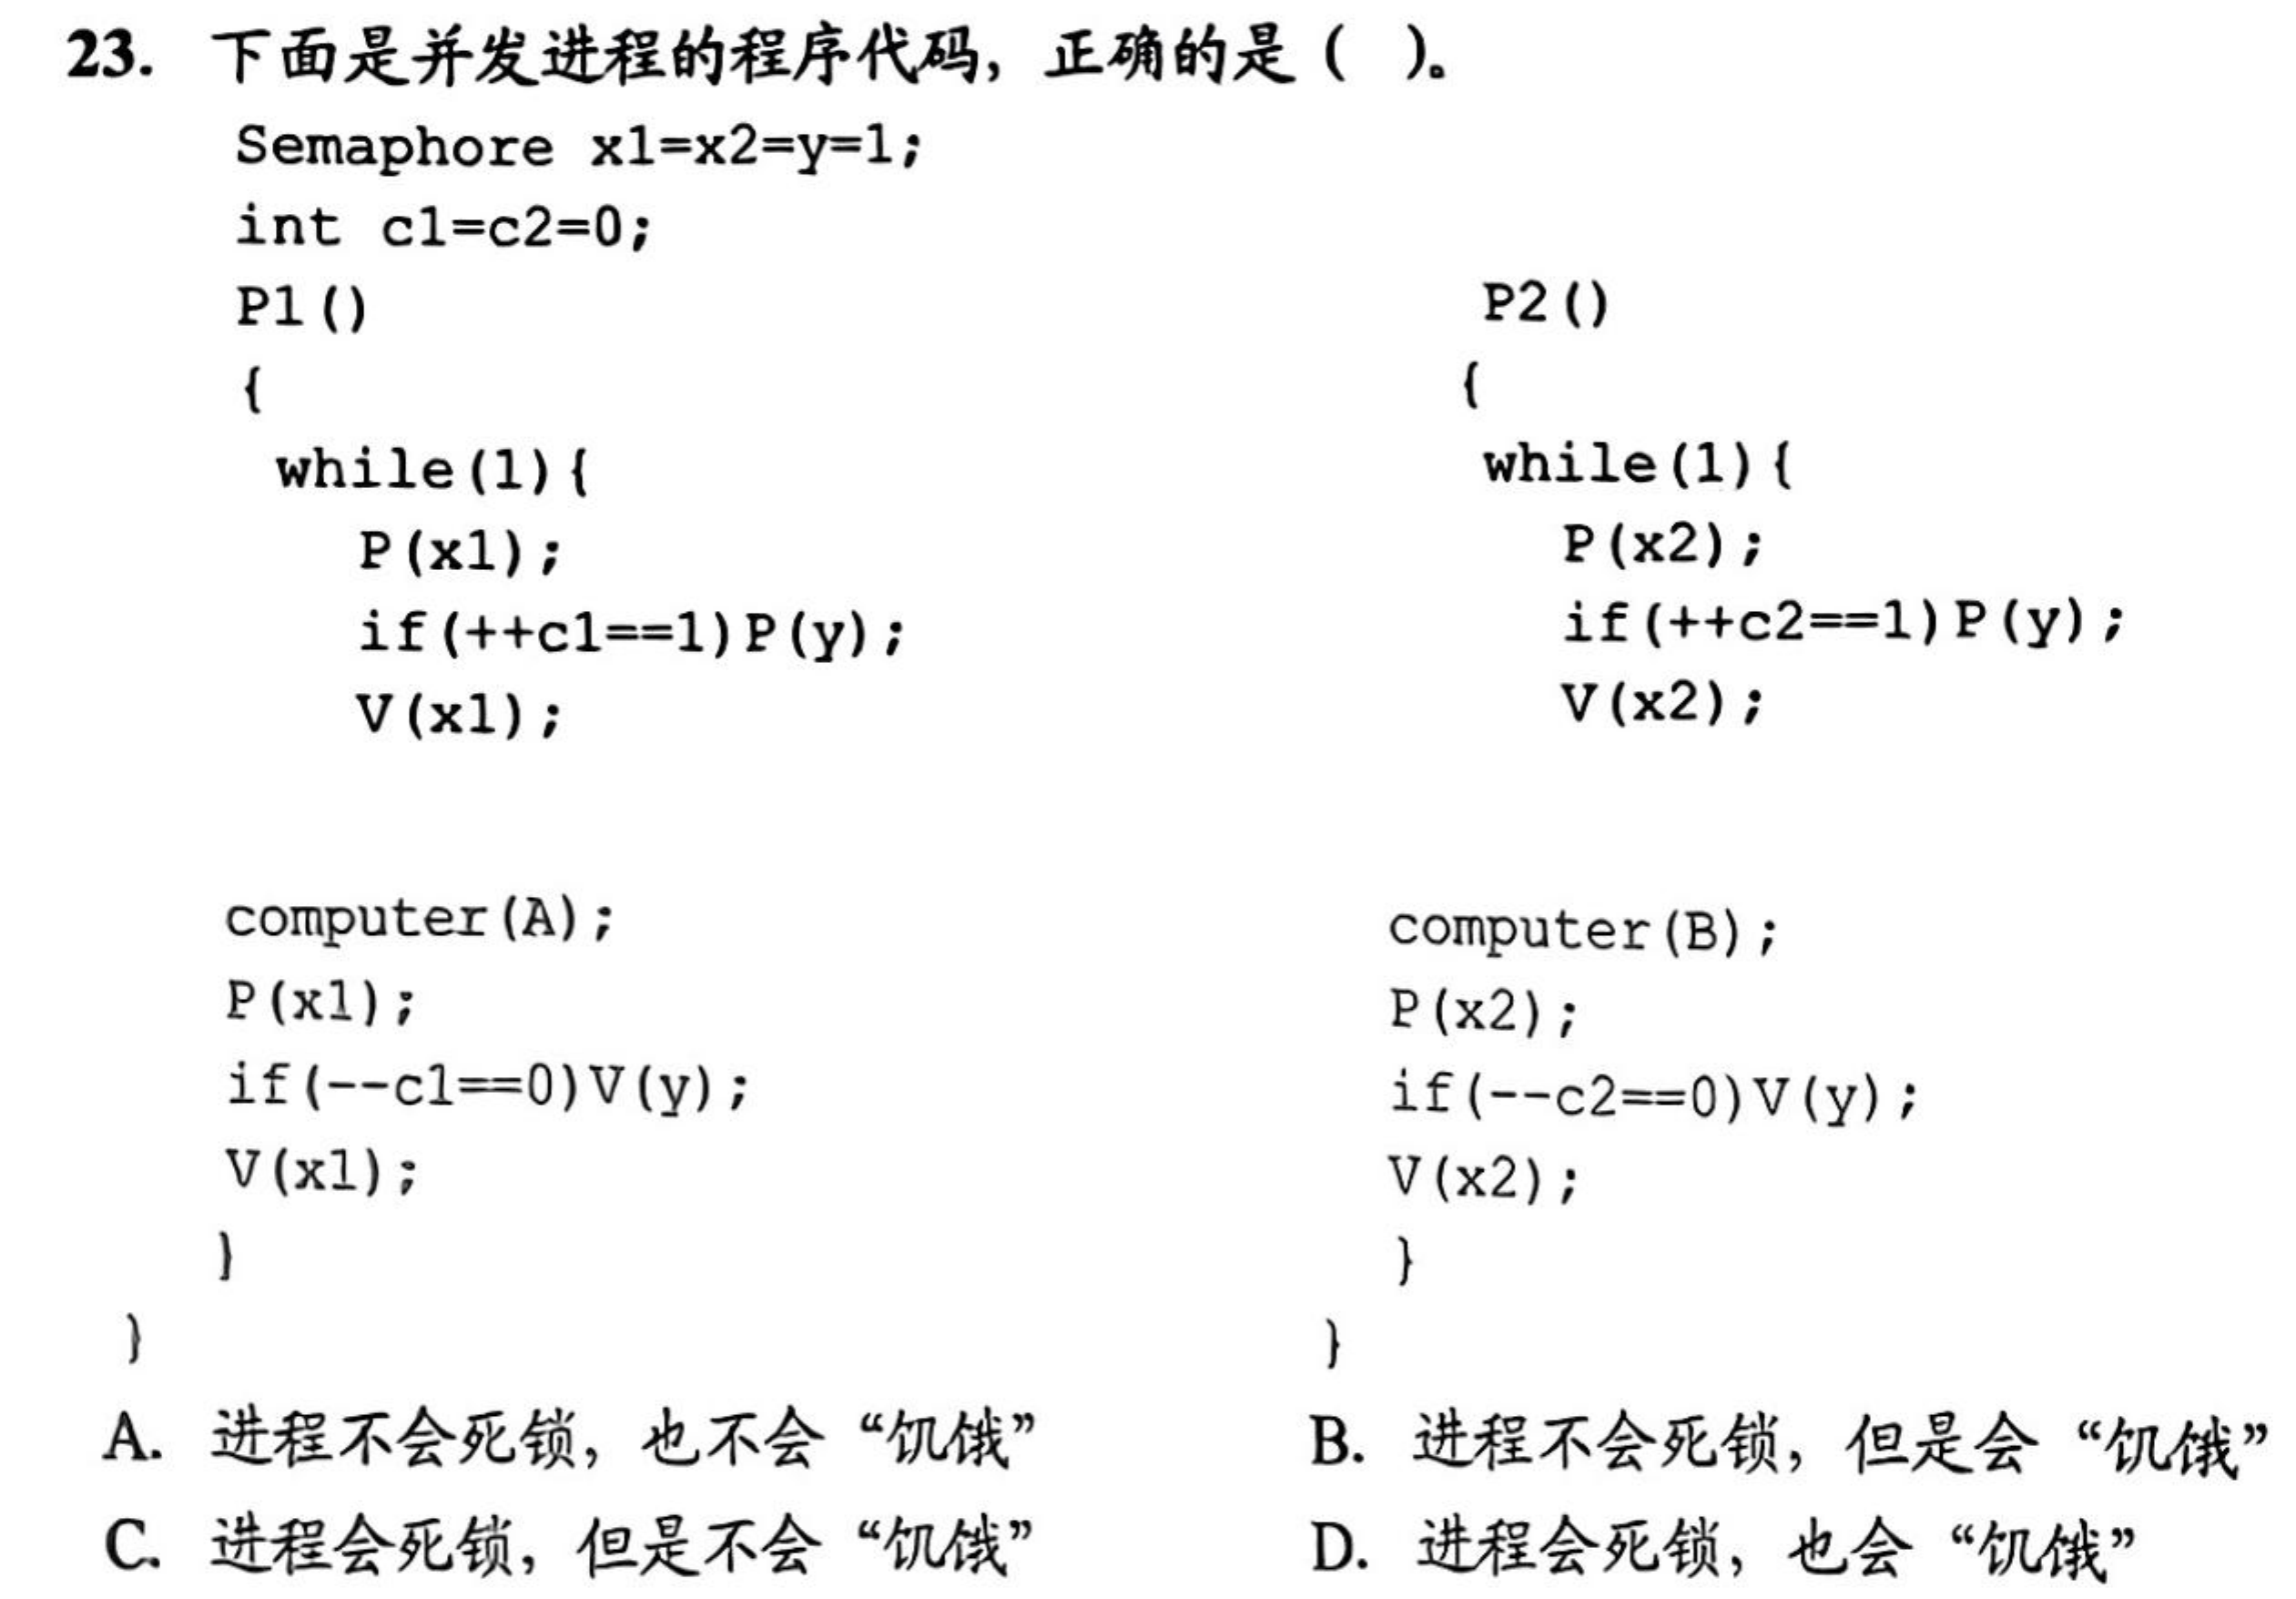 23. 下面是并发进程的程序代码，正确的是（ ）。
Semaphore x1=x2=y=1;
int c1=c2=0;
P1()
{
while(1){
P(x1);
if(++c1==1)P(y);
V(x1);
computer(A);
P(x1);
if(--c1==0)V(y);
V(x1);
}
}
P2()
{
while(1){
P(x2);
if(++c2==1)P(y);
V(x2);
computer(B);
P(x2);
if(--c2==0)V(y);
V(x2);
}
}
A. 进程不会死锁，也不会“饥饿”
B. 进程不会死锁，但是会“饥饿”
C. 进程会死锁，但是不会“饥饿”
D. 进程会死锁，也会“饥饿”